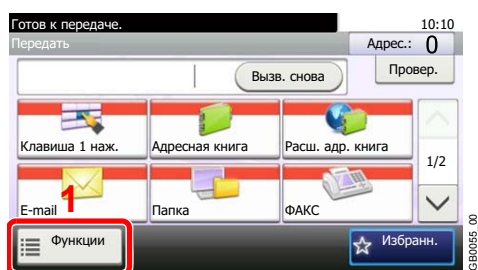 Готов к передаче. 10:10
Передать Адрес.: 0
Вызв. снова Провер.
Клавиша 1 наж. Адресная книга Расш. адр. книга
1/2
E-mail 1 Папка ФАКС
Функции Избранн.
GB0055_00